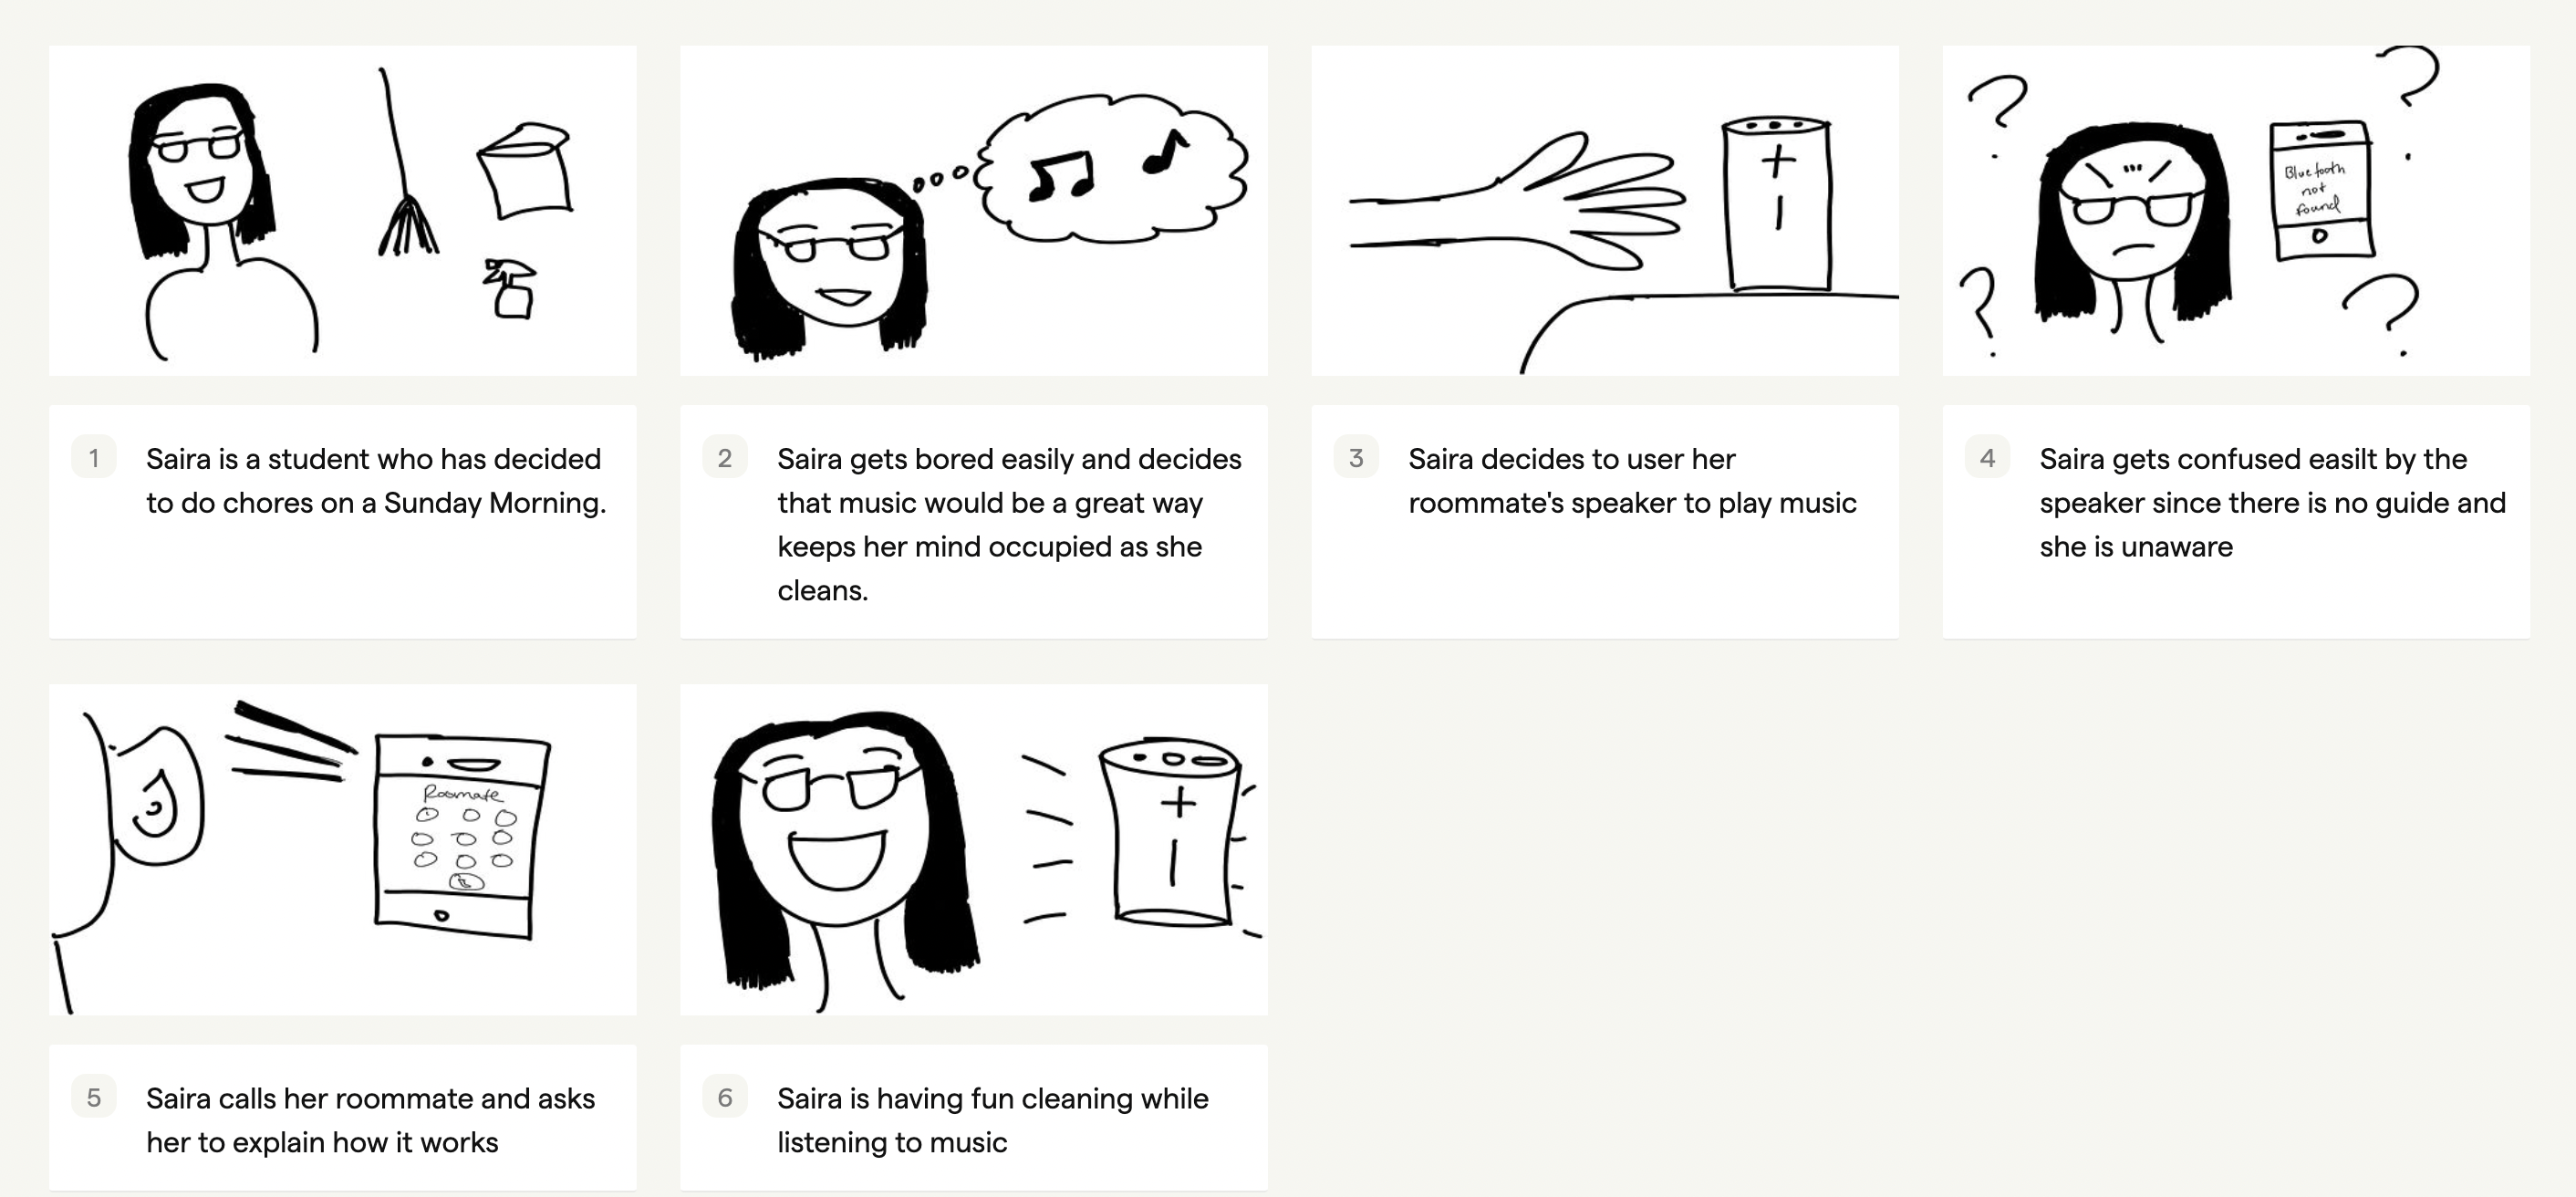 Bluetooth
not
found
1
Saira is a student who has decided
to do chores on a Sunday Morning.
2
Saira gets bored easily and decides
that music would be a great way
keeps her mind occupied as she
cleans.
3
Saira decides to user her
roommate's speaker to play music
4
Saira gets confused easilt by the
speaker since there is no guide and
she is unaware
Roomate
5
Saira calls her roommate and asks
her to explain how it works
6
Saira is having fun cleaning while
listening to music